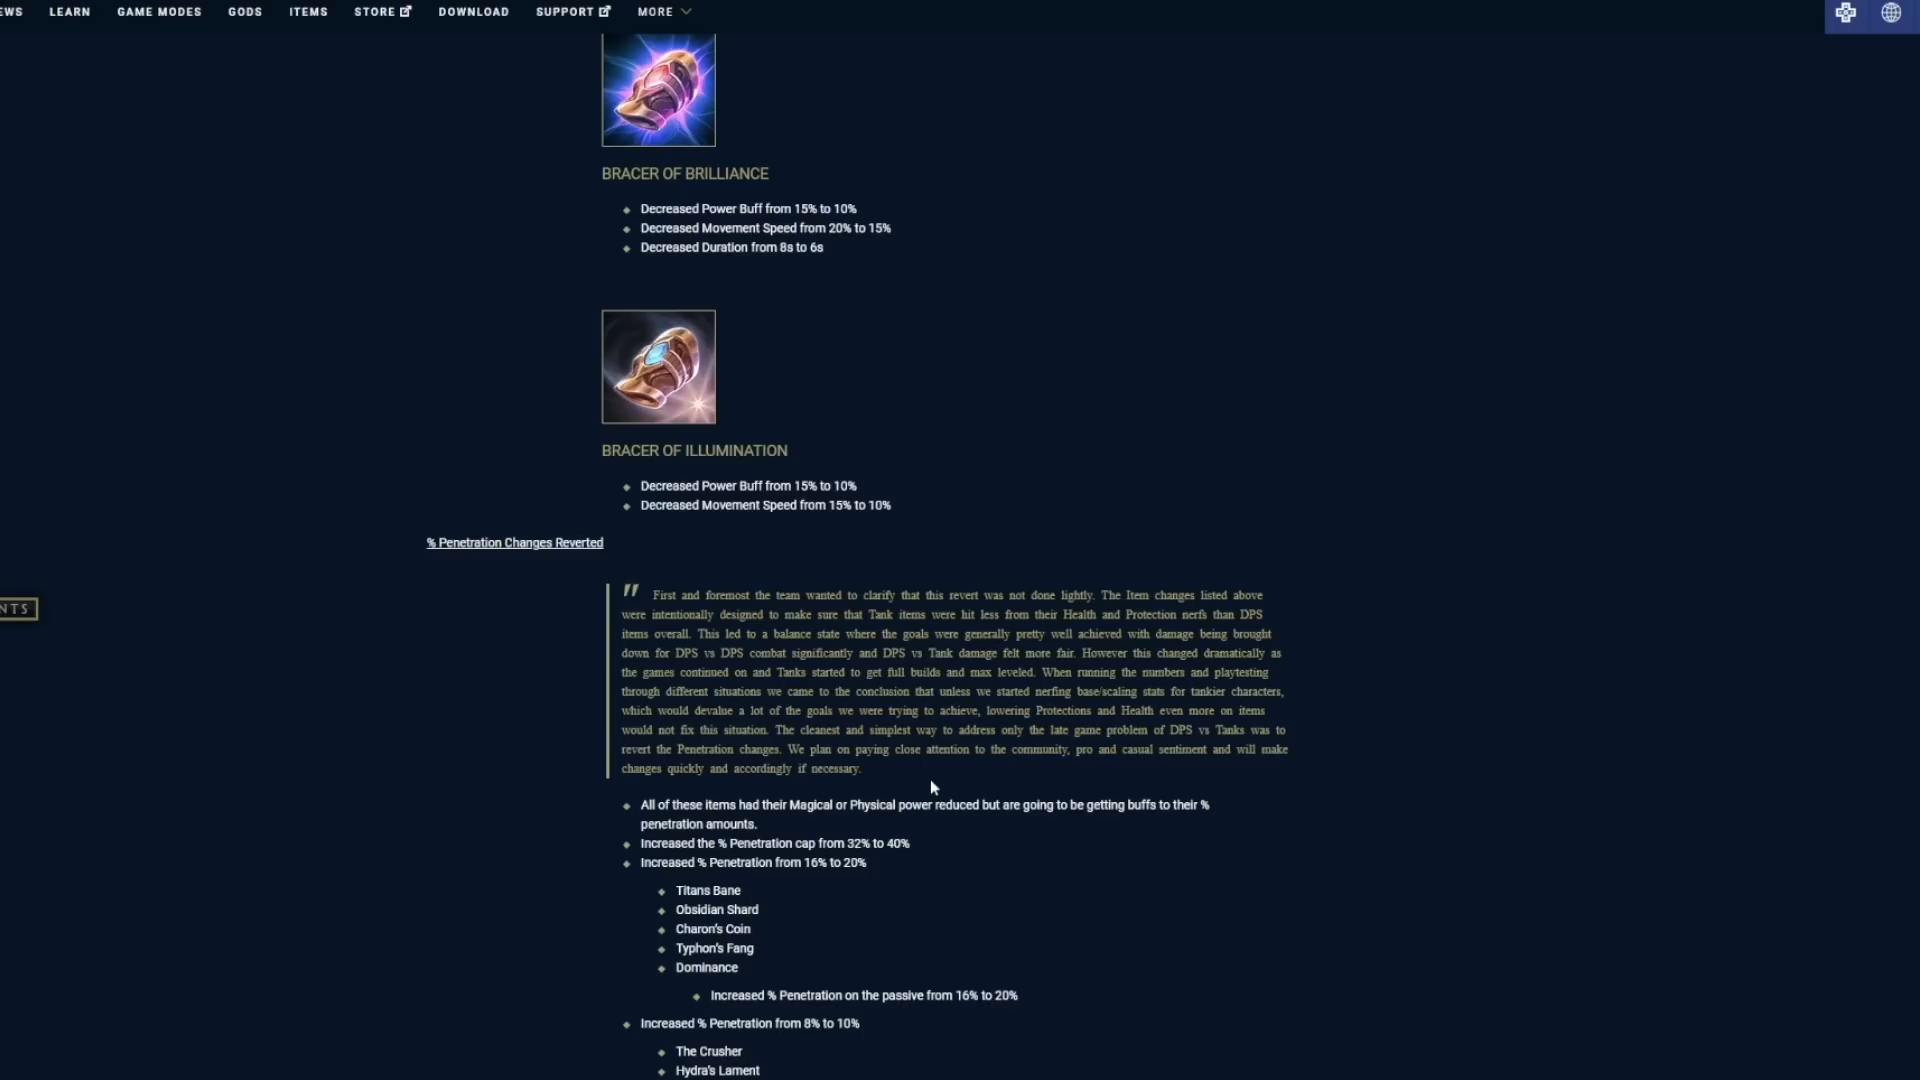 EWS LEARN GAME MODES GODS ITEMS STORE DOWNLOAD SUPPORT MORE
BRACER OF BRILLIANCE
Decreased Power Buff from 15% to 10%
Decreased Movement Speed from 20% to 15%
Decreased Duration from 8s to 6s
BRACER OF ILLUMINATION
Decreased Power Buff from 15% to 10%
Decreased Movement Speed from 15% to 10%
% Penetration Changes Reverted
NTS
" First and foremost the team wanted to clarify that this revert was not done lightly. The Item changes listed above
were intentionally designed to make sure that Tank items were hit less from their Health and Protection nerfs than DPS
items overall. This led to a balance state where the goals were generally pretty well achieved with damage being brought
down for DPS vs DPS combat significantly and DPS vs Tank damage felt more fair. However this changed dramatically as
the games continued on and Tanks started to get full builds and max leveled. When running the numbers and playtesting
through different situations we came to the conclusion that unless we started nerfing base/scaling stats for tankier characters,
which would devalue a lot of the goals we were trying to achieve, lowering Protections and Health even more on items
would not fix this situation. The cleanest and simplest way to address only the late game problem of DPS vs Tanks was to
revert the Penetration changes. We plan on paying close attention to the community, pro and casual sentiment and will make
changes quickly and accordingly if necessary.
All of these items had their Magical or Physical power reduced but are going to be getting buffs to their %
penetration amounts.
Increased the % Penetration cap from 32% to 40%
Increased % Penetration from 16% to 20%
Titans Bane
Obsidian Shard
Charon's Coin
Typhon's Fang
Dominance
Increased % Penetration on the passive from 16% to 20%
Increased % Penetration from 8% to 10%
The Crusher
Hydra's Lament